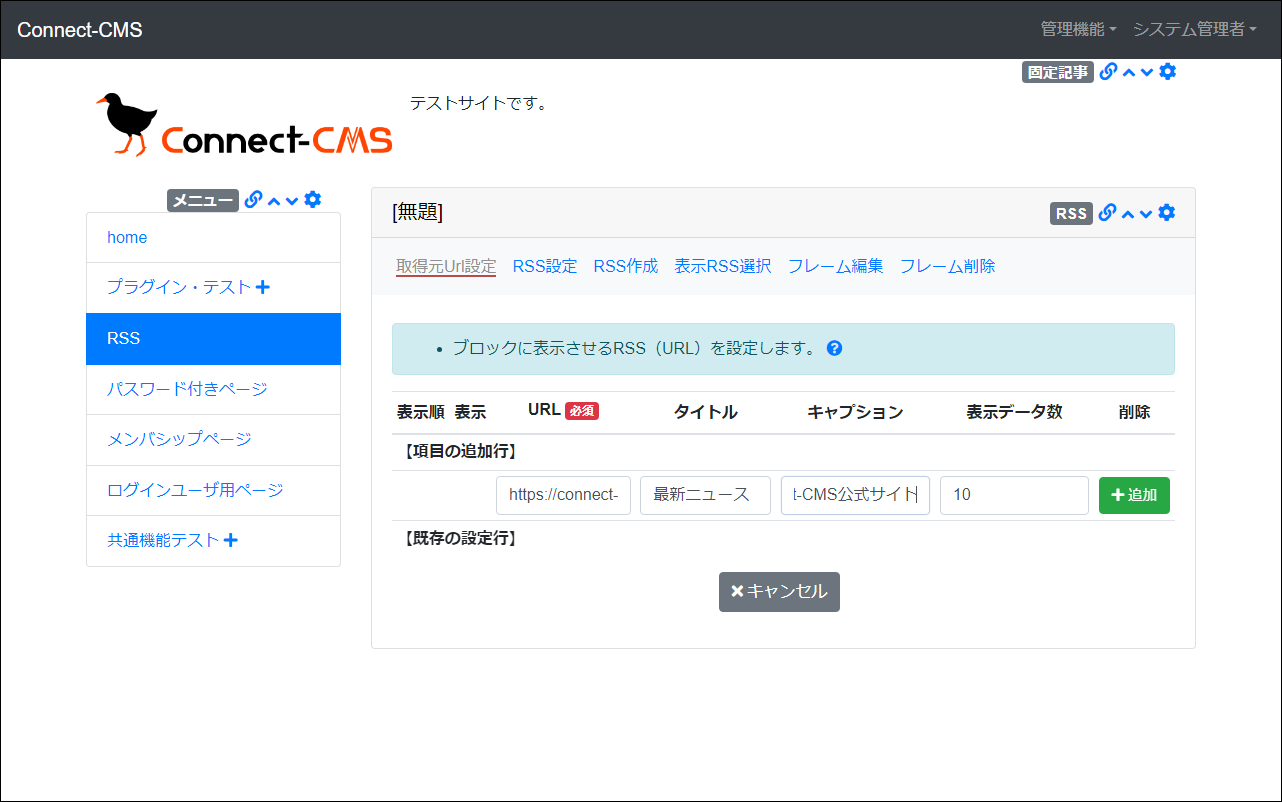 Connect-CMS
管理機能 システム管理者
固定記事
Connect-CMS
テストサイトです。
メニュー
home
プラグイン・テスト
RSS
パスワード付きページ
メンバシップページ
ログインユーザ用ページ
共通機能テスト
[無題]
RSS
取得元Url設定 RSS設定 RSS作成 表示RSS選択 フレーム編集 フレーム削除
• ブロックに表示させるRSS（URL）を設定します。
表示順 表示 URL 必須 タイトル キャプション 表示データ数 削除
【項目の追加行】
https://connect- 最新ニュース t-CMS公式サイト 10 追加
【既存の設定行】
キャンセル